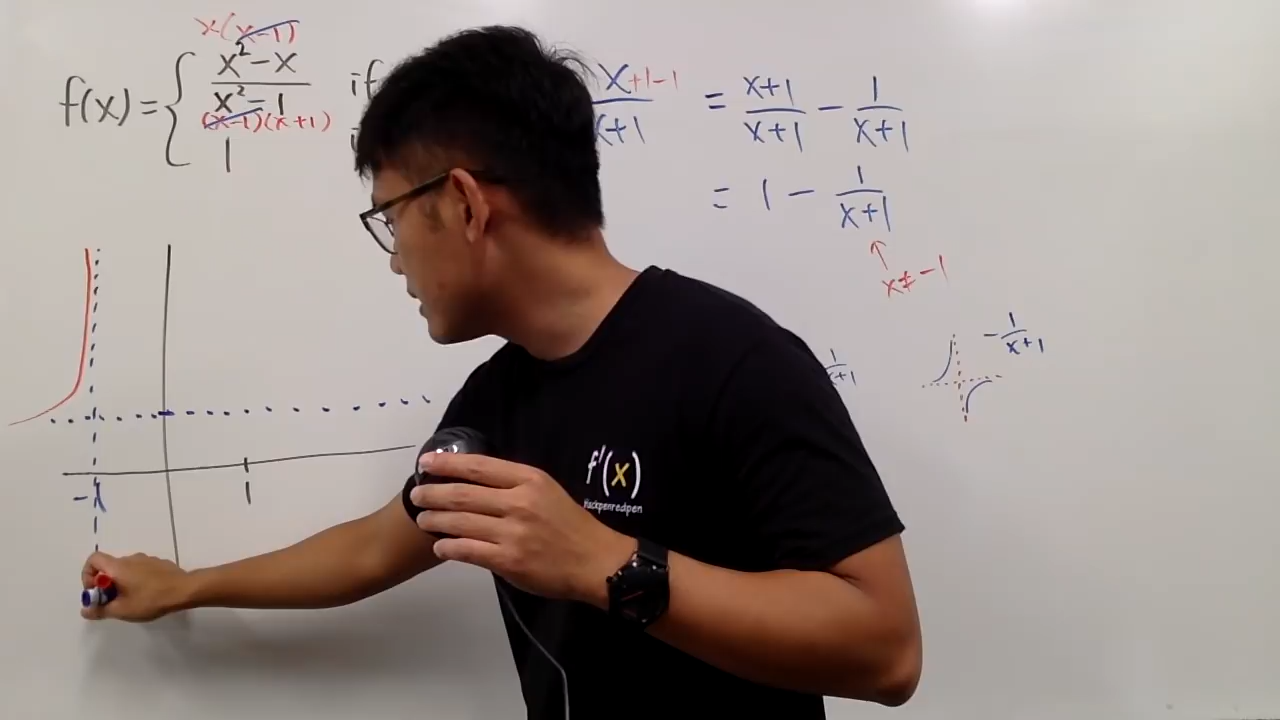 x(x-1)
x²-x
f(x) = {
if
x²-1
(x-1)(x+1)
1
x+1-1
x+1
= x+1/x+1 - 1/x+1
= 1 - 1/x+1
↑
x≠-1
1/x+1
-1/x+1
-1
1
f'(x)
blackpenredpen